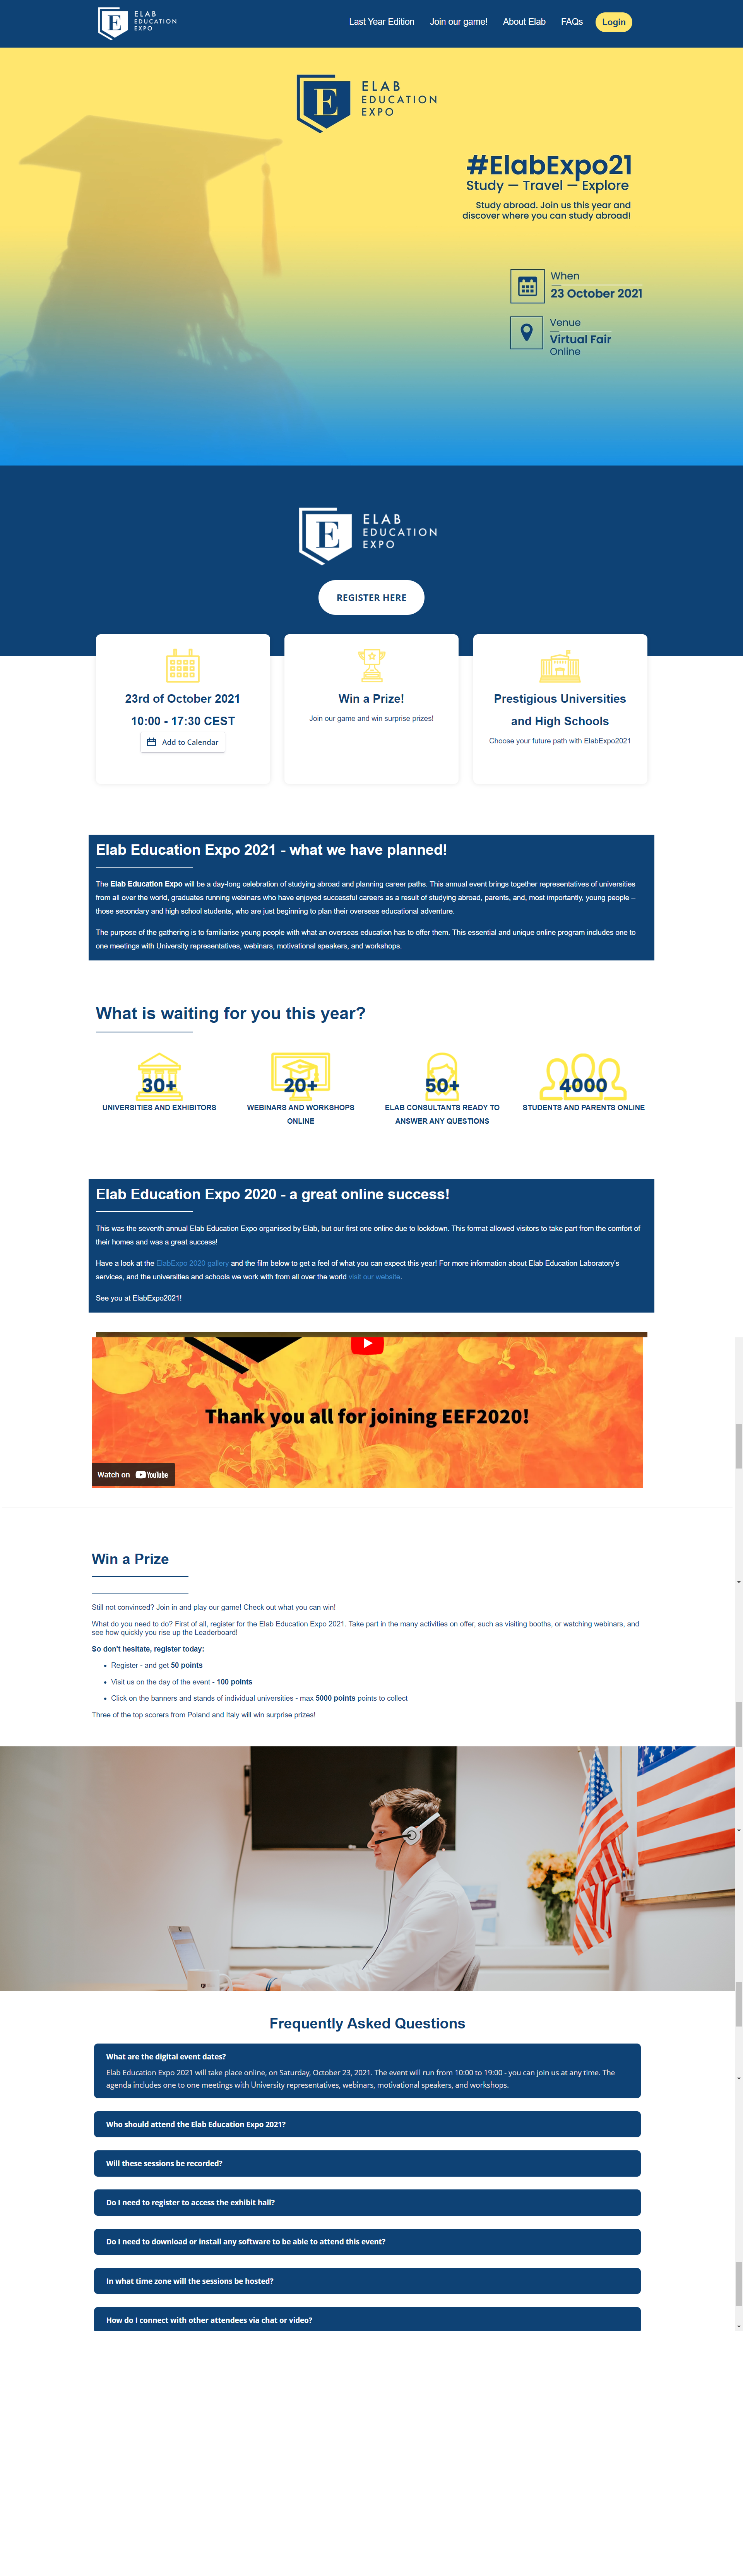 ELAB
EDUCATION
EXPO
Last Year Edition
Join our game!
About Elab
FAQs
Login
E
ELAB
EDUCATION
EXPO
#ElabExpo21
Study — Travel — Explore
Study abroad. Join us this year and
discover where you can study abroad!
When
23 October 2021
Venue
Virtual Fair
Online
E
ELAB
EDUCATION
EXPO
REGISTER HERE
23rd of October 2021
10:00 - 17:30 CEST
Add to Calendar
Win a Prize!
Join our game and win surprise prizes!
Prestigious Universities
and High Schools
Choose your future path with ElabExpo2021
Elab Education Expo 2021 - what we have planned!
The Elab Education Expo will be a day-long celebration of studying abroad and planning career paths. This annual event brings together representatives of universities
from all over the world, graduates running webinars who have enjoyed successful careers as a result of studying abroad, parents, and, most importantly, young people –
those secondary and high school students, who are just beginning to plan their overseas educational adventure.
The purpose of the gathering is to familiarise young people with what an overseas education has to offer them. This essential and unique online program includes one to
one meetings with University representatives, webinars, motivational speakers, and workshops.
What is waiting for you this year?
30+
UNIVERSITIES AND EXHIBITORS
20+
WEBINARS AND WORKSHOPS
ONLINE
50+
ELAB CONSULTANTS READY TO
ANSWER ANY QUESTIONS
4000
STUDENTS AND PARENTS ONLINE
Elab Education Expo 2020 - a great online success!
This was the seventh annual Elab Education Expo organised by Elab, but our first one online due to lockdown. This format allowed visitors to take part from the comfort of
their homes and was a great success!
Have a look at the ElabExpo 2020 gallery and the film below to get a feel of what you can expect this year! For more information about Elab Education Laboratory's
services, and the universities and schools we work with from all over the world visit our website.
See you at ElabExpo2021!
Thank you all for joining EEF2020!
Watch on YouTube
Win a Prize
Still not convinced? Join in and play our game! Check out what you can win!
What do you need to do? First of all, register for the Elab Education Expo 2021. Take part in the many activities on offer, such as visiting booths, or watching webinars, and
see how quickly you rise up the Leaderboard!
So don't hesitate, register today:
• Register - and get 50 points
• Visit us on the day of the event - 100 points
• Click on the banners and stands of individual universities - max 5000 points points to collect
Three of the top scorers from Poland and Italy will win surprise prizes!
Frequently Asked Questions
What are the digital event dates?
Elab Education Expo 2021 will take place online, on Saturday, October 23, 2021. The event will run from 10:00 to 19:00 - you can join us at any time. The
agenda includes one to one meetings with University representatives, webinars, motivational speakers, and workshops.
Who should attend the Elab Education Expo 2021?
Will these sessions be recorded?
Do I need to register to access the exhibit hall?
Do I need to download or install any software to be able to attend this event?
In what time zone will the sessions be hosted?
How do I connect with other attendees via chat or video?